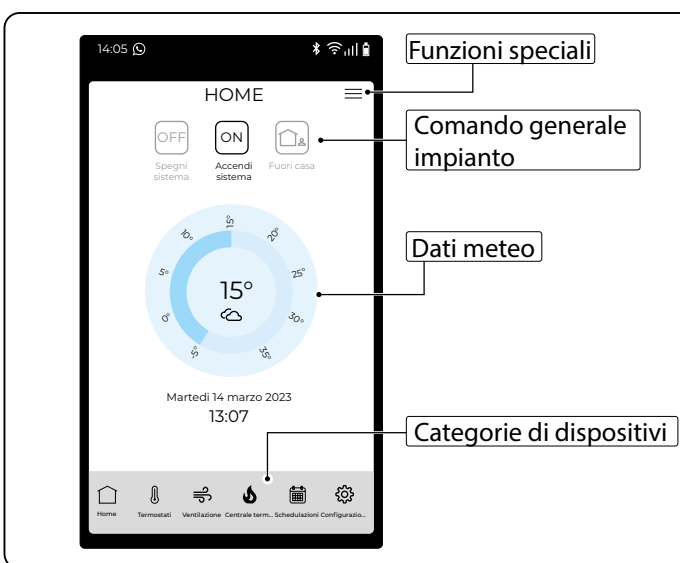 14:05
Funzioni speciali
HOME
OFF
ON
Spegni
sistema
Accendi
sistema
Fuori casa
Comando generale
impianto
15°
10°
20°
5°
25°
0°
30°
-5°
35°
15°
Dati meteo
Martedì 14 marzo 2023
13:07
Categorie di dispositivi
Home
Termostati
Ventilazione
Centrale term...
Schedulazioni
Configurazio...